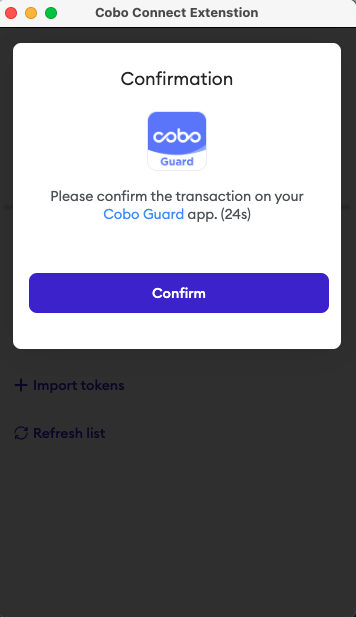 Cobo Connect Extenstion
Confirmation
cobo
Guard
Please confirm the transaction on your
Cobo Guard app. (24s)
Confirm
Import tokens
Refresh list